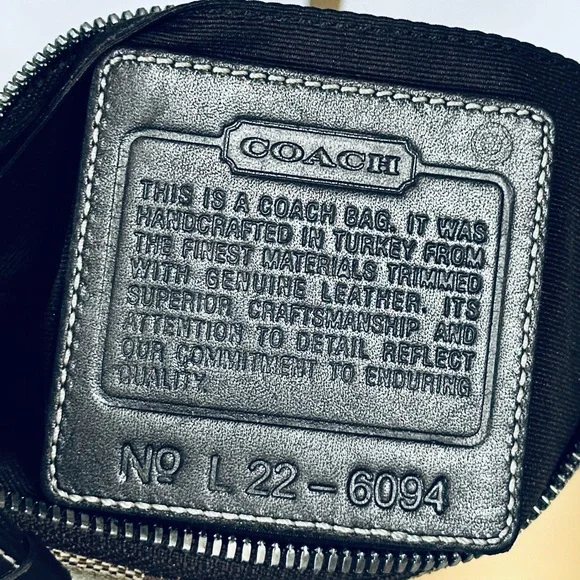 COACH
THIS IS A COACH BAG. IT WAS
HANDCRAFTED IN TURKEY FROM
THE FINEST MATERIALS TRIMMED
WITH GENUINE LEATHER. ITS
SUPERIOR CRAFTSMANSHIP AND
ATTENTION TO DETAIL REFLECT
OUR COMMITMENT TO ENDURING
QUALITY.
Nº L 22-6094